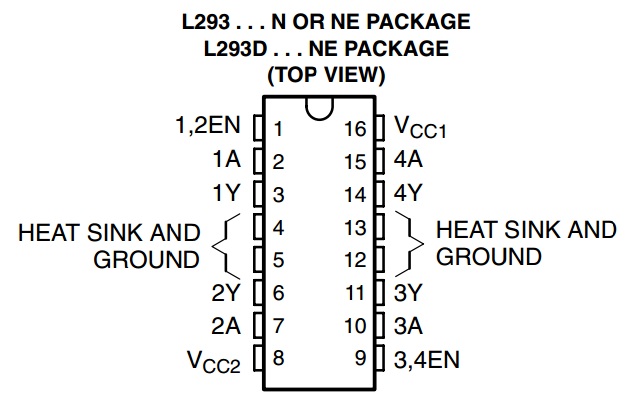 L293 . . . N OR NE PACKAGE
L293D . . . NE PACKAGE
(TOP VIEW)
1,2EN 1 16 VCC1
1A 2 15 4A
1Y 3 14 4Y
HEAT SINK AND 4 13 HEAT SINK AND
GROUND 5 12 GROUND
2Y 6 11 3Y
2A 7 10 3A
VCC2 8 9 3,4EN